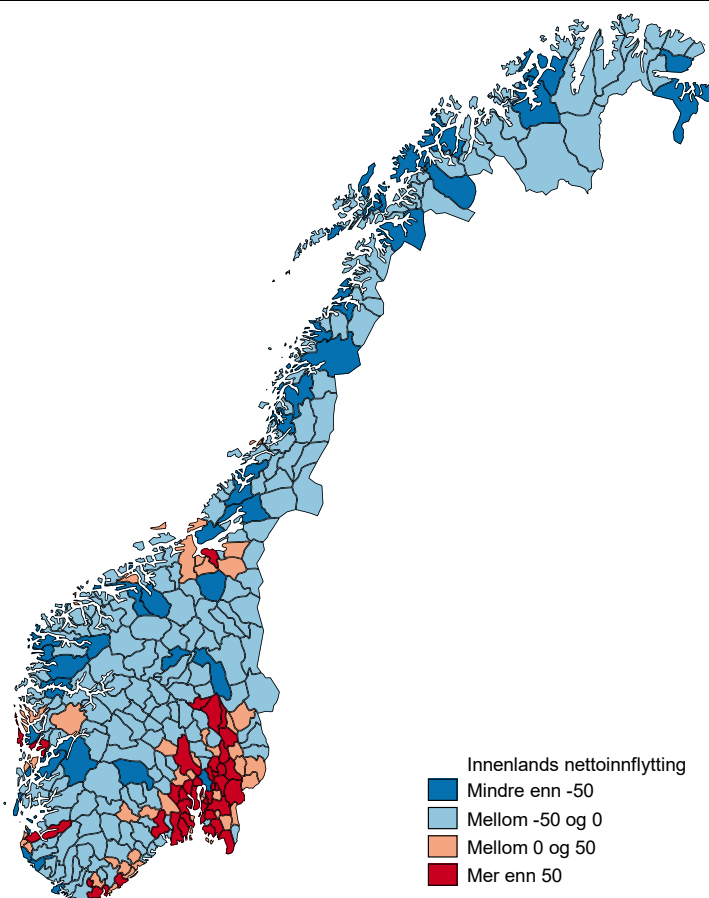 Innenlands nettoinnflytting
Mindre enn -50
Mellom -50 og 0
Mellom 0 og 50
Mer enn 50